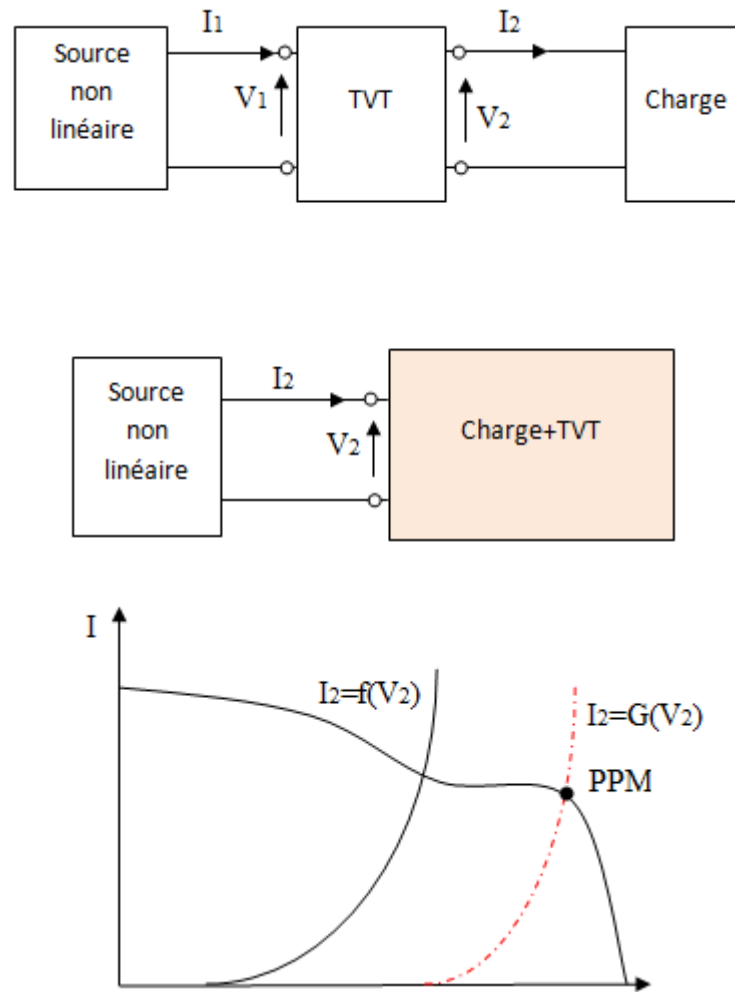 I1
I2
Source
non
linéaire
V1
TVT
V2
Charge
Source
non
linéaire
I2
V2
Charge+TVT
I
I2=f(V2)
I2=G(V2)
PPM